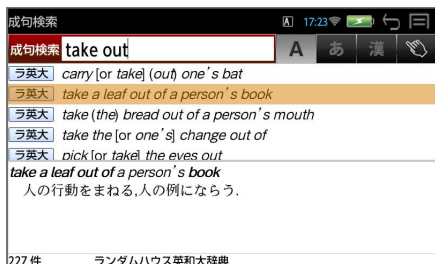 成句検索 A 17:23
成句検索 take out A あ 漢
ラ英大 carry [or take] (out) one's bat
ラ英大 take a leaf out of a person's book
ラ英大 take (the) bread out of a person's mouth
ラ英大 take the [or one's] change out of
ラ英大 pick [or take] the eyes out
take a leaf out of a person's book
人の行動をまねる,人の例にならう.
227 件 ランダムハウス英和大辞典